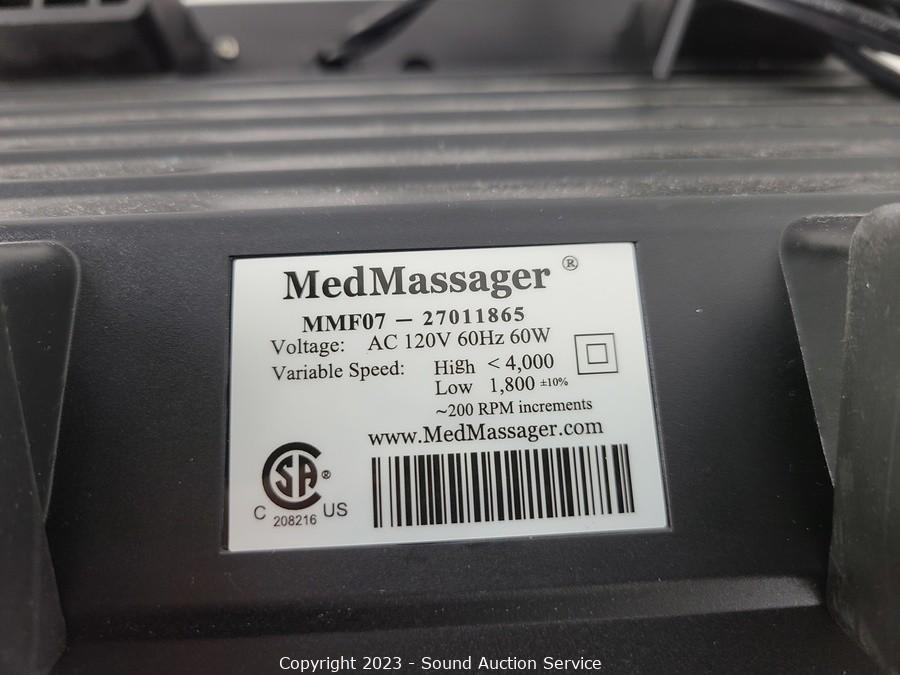 MedMassager ®
MMF07 – 27011865
Voltage: AC 120V 60Hz 60W
Variable Speed: High < 4,000
Low 1,800 ±10%
~200 RPM increments
www.MedMassager.com
CSA ®
C 208216 US
Copyright 2023 - Sound Auction Service